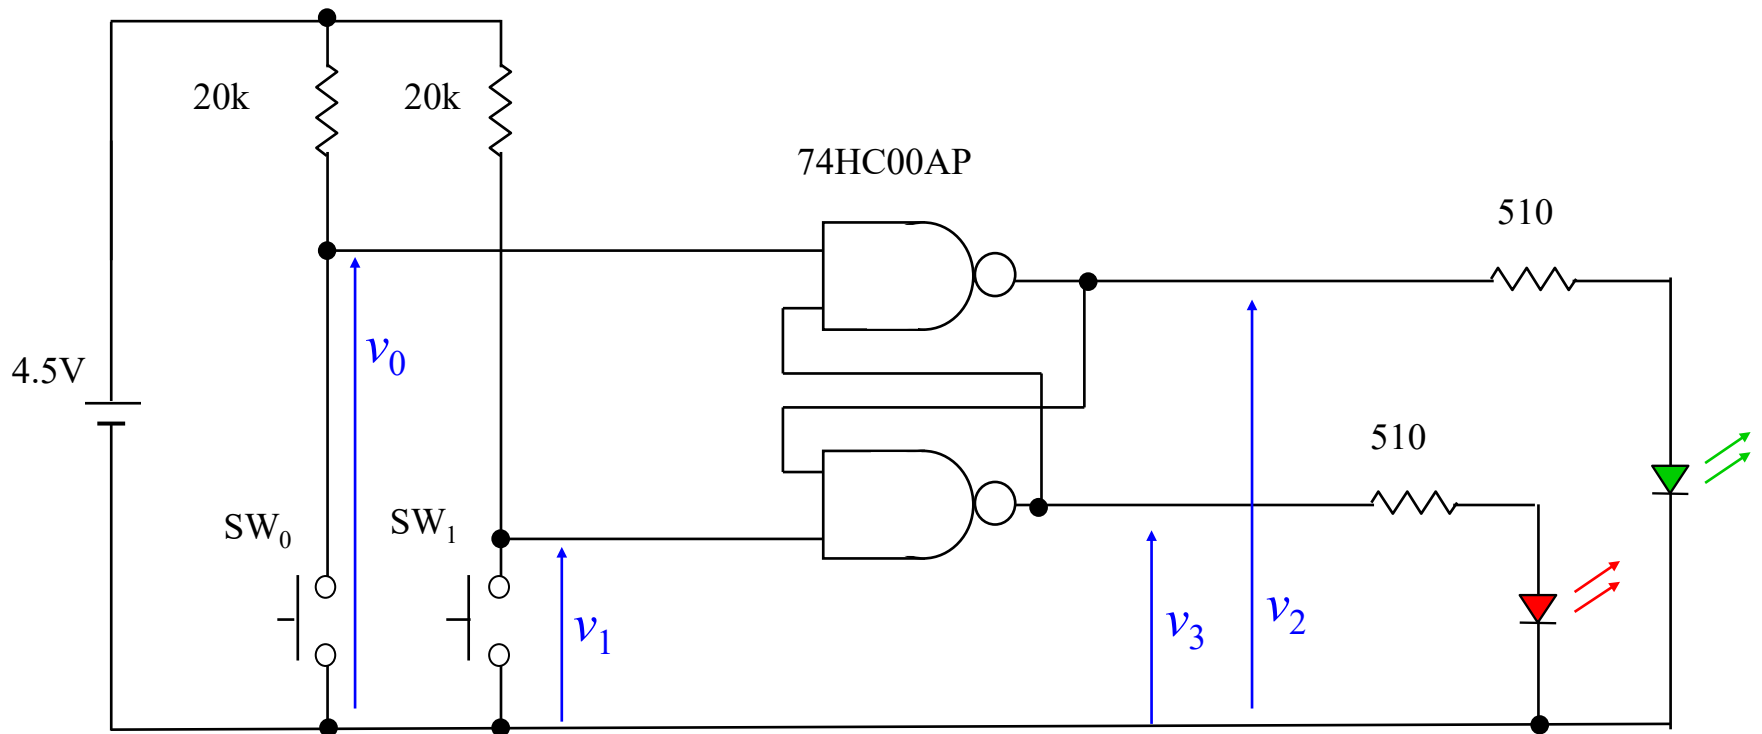 20k
20k
74HC00AP
510
4.5V
v₀
510
SW₀
SW₁
v₁
v₃
v₂